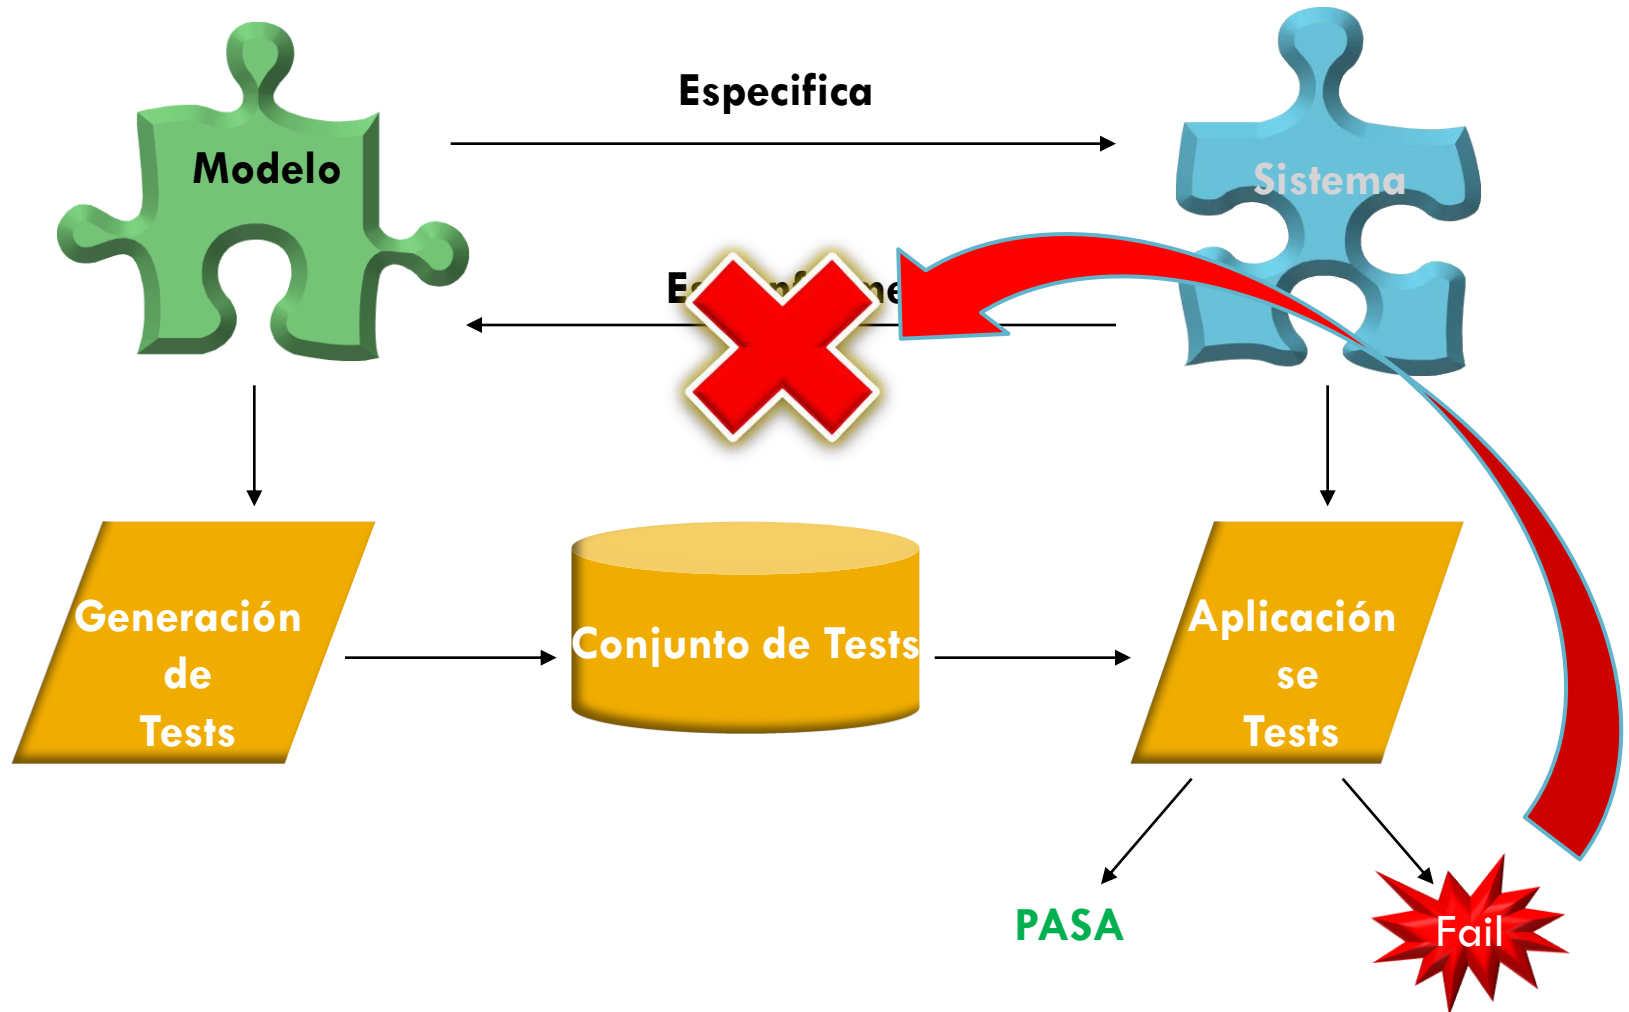 Especifica
Modelo
Sistema
Generación
de
Tests
Conjunto de Tests
Aplicación
se
Tests
PASA
Fail